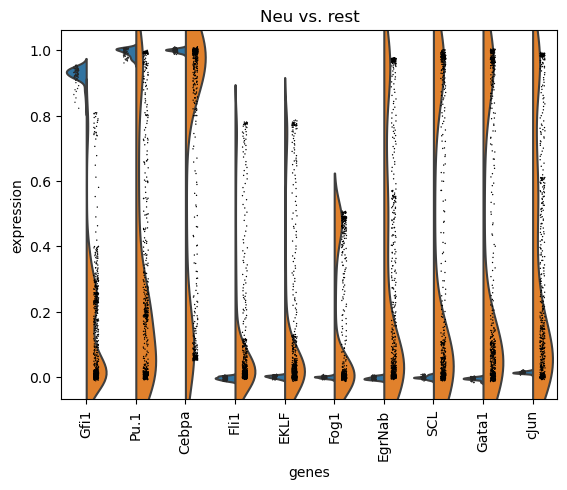 Neu vs. rest
expression
1.0
0.8
0.6
0.4
0.2
0.0
Gfi1
Pu.1
Cebpa
Fli1
EKLF
Fog1
EgrNab
SCL
Gata1
cJun
genes